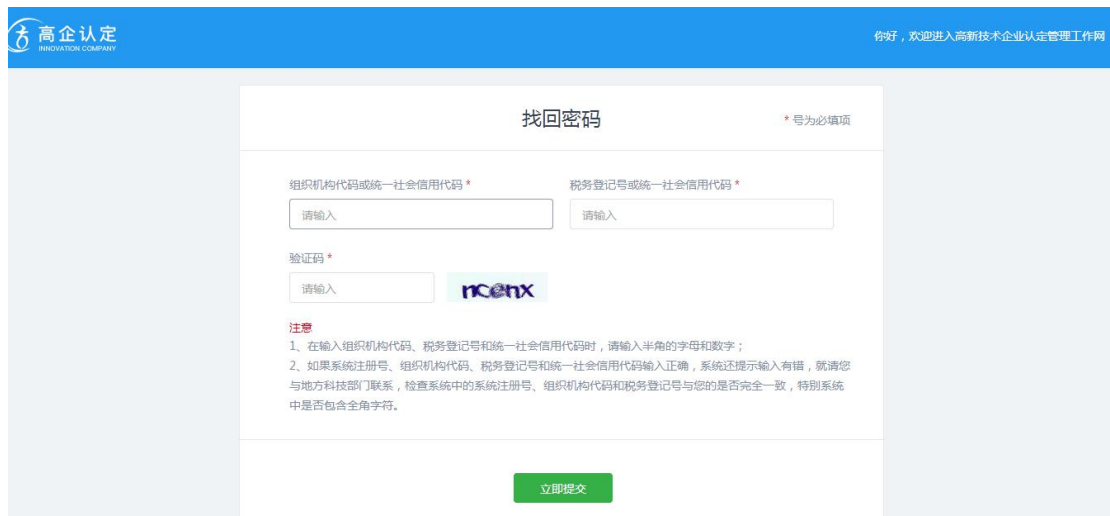 高企认定
INNOVATION COMPANY
你好，欢迎进入高新技术企业认定管理工作网
找回密码
* 号为必填项
组织机构代码或统一社会信用代码 *
税务登记号或统一社会信用代码 *
请输入
请输入
验证码 *
请输入
ncenx
注意
1、在输入组织机构代码、税务登记号和统一社会信用代码时，请输入半角的字母和数字；
2、如果系统注册号、组织机构代码、税务登记号和统一社会信用代码输入正确，系统还提示输入有错，就请您
与地方科技部门联系，检查系统中的系统注册号、组织机构代码和税务登记号与您的是否完全一致，特别系统
中是否包含全角字符。
立即提交